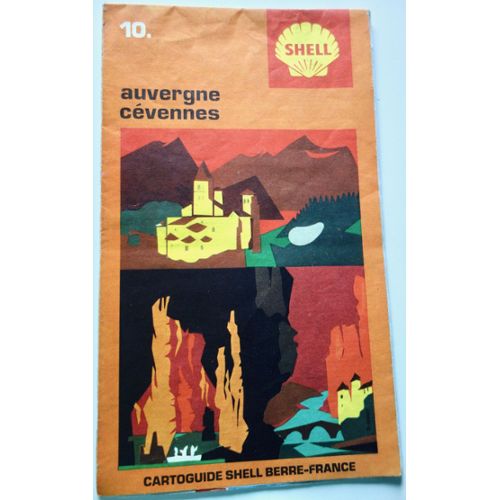 10.
SHELL
auvergne
cévennes
CARTOGUIDE SHELL BERRE-FRANCE